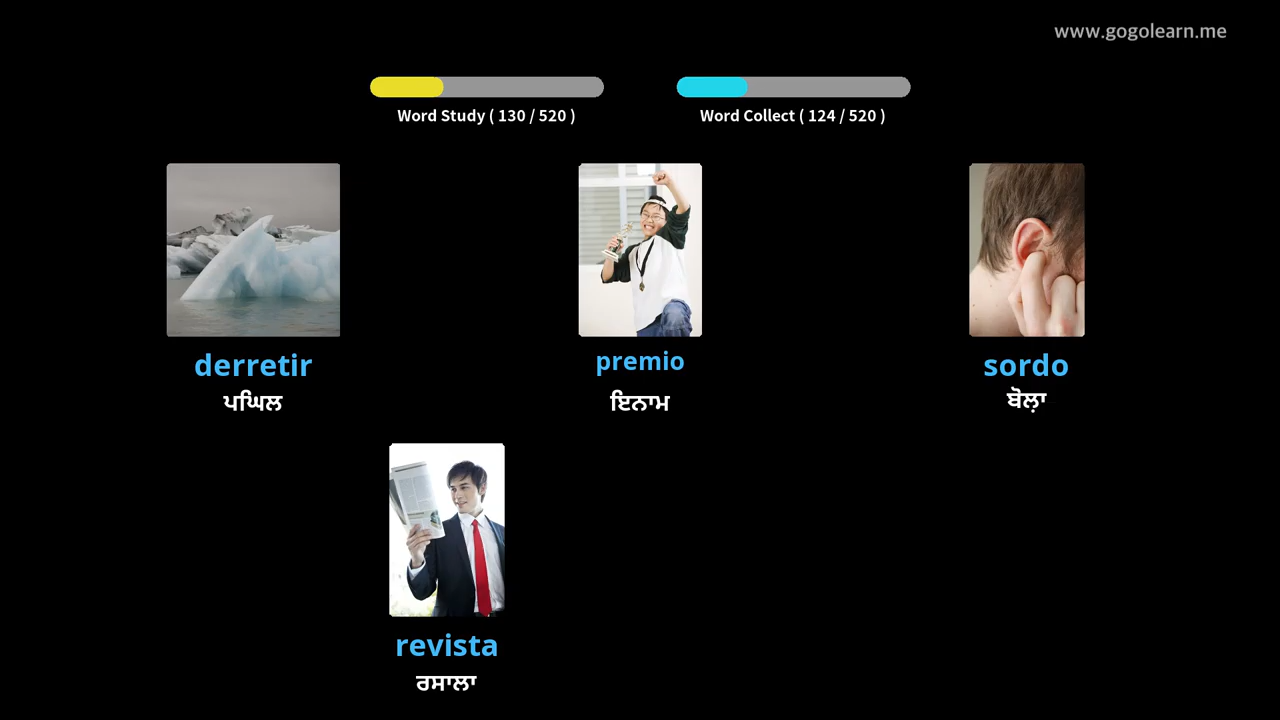 www.gogolearn.me
Word Study ( 130 / 520 )
Word Collect ( 124 / 520 )
derretir
ਪਘਿਲ
premio
ਇਨਾਮ
sordo
ਬੋਲ਼ਾ
revista
ਰਸਾਲਾ